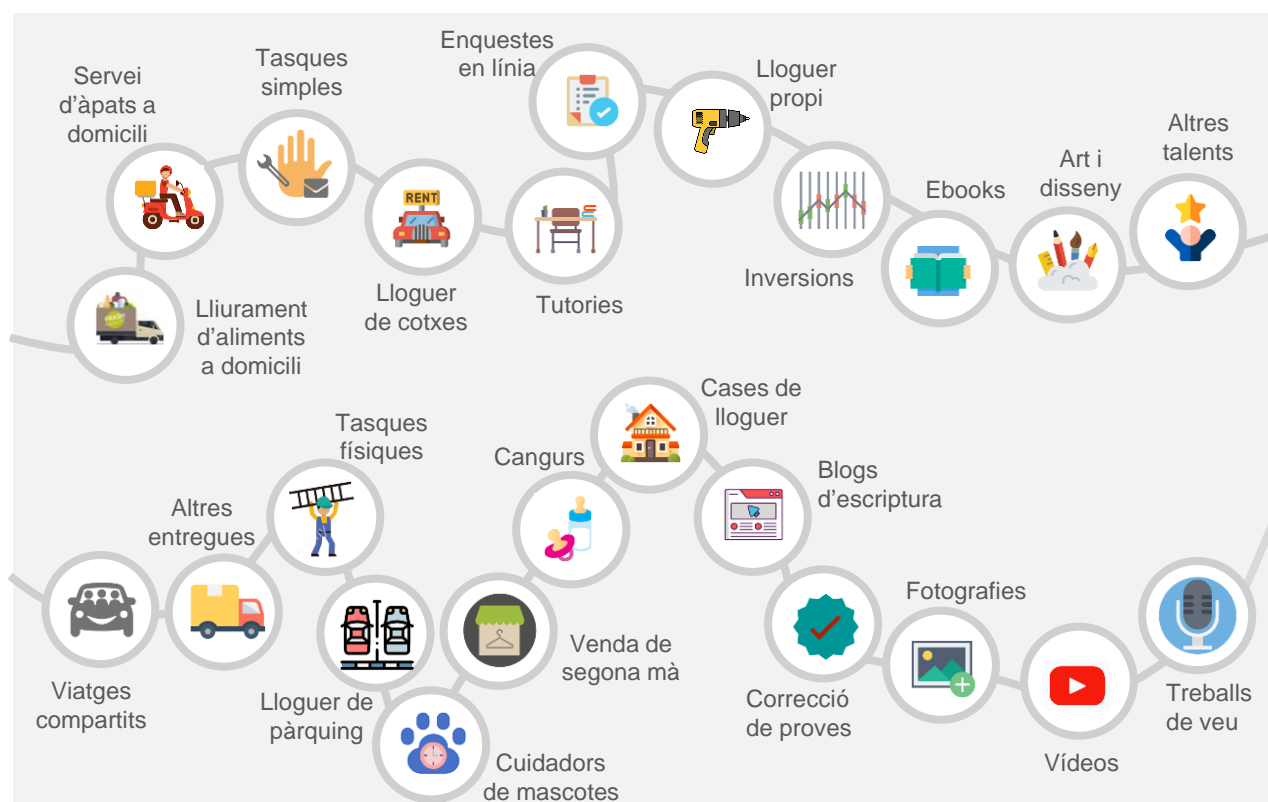 Servei
d’àpats a
domicili
Tasques
simples
Enquestes
en línia
Lloguer
propi
Altres
talents
Art i
disseny
Ebooks
RENT
Lliurament
d’aliments
a domicili
Lloguer
de cotxes
Tutories
Inversions
Cases de
lloguer
Tasques
físiques
Cangurs
Blogs
d’escriptura
Altres
entregues
Fotografies
Viatges
compartits
Lloguer de
pàrquing
Venda de
segona mà
Correcció
de proves
Treballs
de veu
Vídeos
Cuidadors
de mascotes